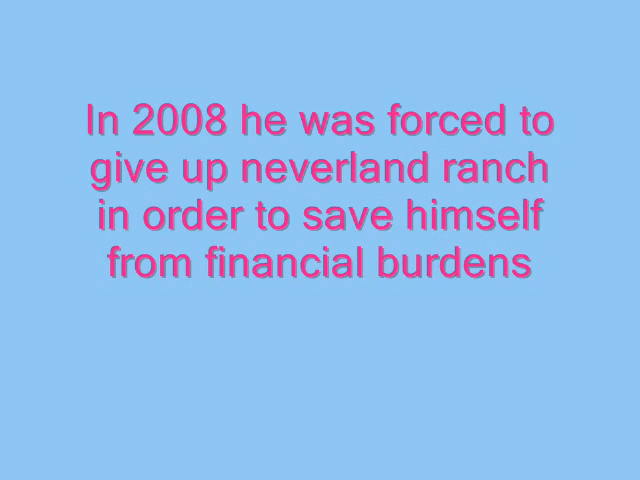 In 2008 he was forced to
give up neverland ranch
in order to save himself
from financial burdens